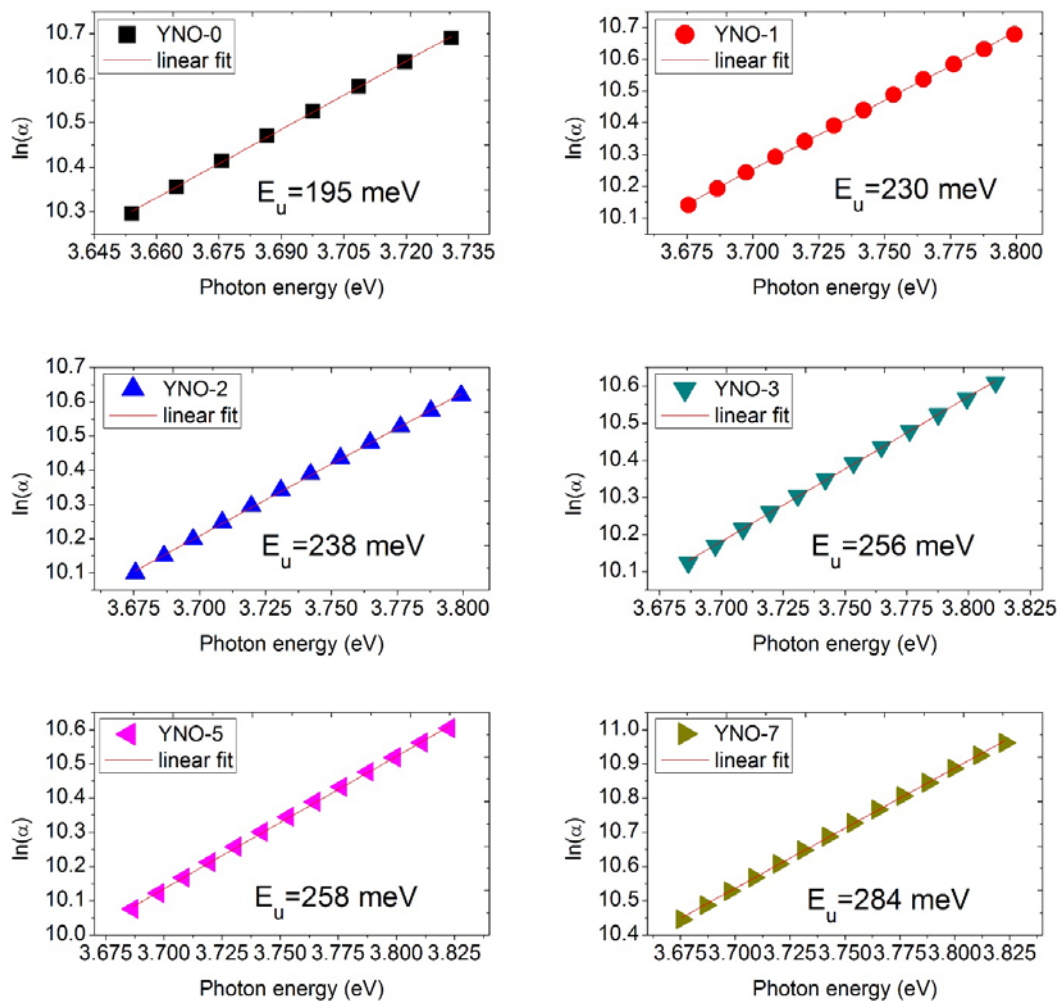 YNO-0
linear fit
10.7
10.6
10.5
10.4
10.3
ln(α)
E_u=195 meV
3.645 3.660 3.675 3.690 3.705 3.720 3.735
Photon energy (eV)
YNO-1
linear fit
10.7
10.6
10.5
10.4
10.3
10.2
10.1
ln(α)
E_u=230 meV
3.675 3.700 3.725 3.750 3.775 3.800
Photon energy (eV)
YNO-2
linear fit
10.7
10.6
10.5
10.4
10.3
10.2
10.1
ln(α)
E_u=238 meV
3.675 3.700 3.725 3.750 3.775 3.800
Photon energy (eV)
YNO-3
linear fit
10.6
10.5
10.4
10.3
10.2
10.1
ln(α)
E_u=256 meV
3.675 3.700 3.725 3.750 3.775 3.800 3.825
Photon energy (eV)
YNO-5
linear fit
10.6
10.5
10.4
10.3
10.2
10.1
10.0
ln(α)
E_u=258 meV
3.675 3.700 3.725 3.750 3.775 3.800 3.825
Photon energy (eV)
YNO-7
linear fit
11.0
10.9
10.8
10.7
10.6
10.5
10.4
ln(α)
E_u=284 meV
3.675 3.700 3.725 3.750 3.775 3.800 3.825
Photon energy (eV)